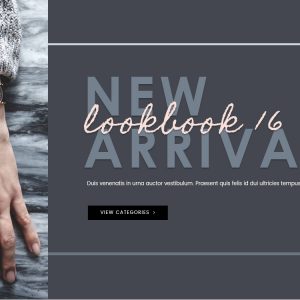 NEW
lookbook 16
ARRIVA
Duis venenatis in urna auctor vestibulum. Praesent quis felis id dui ultricies tempus
VIEW CATEGORIES >